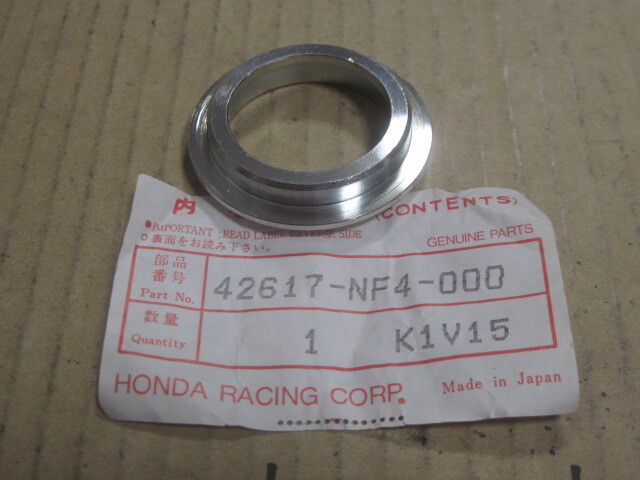 内 (CONTENTS)
IMPORTANT :READ LABEL REVERSE SIDE
裏面をお読み下さい。 GENUINE PARTS
部品
番号
Part No. 42617-NF4-000
数量
Quantity 1 K1V15
HONDA RACING CORP. Made in Japan